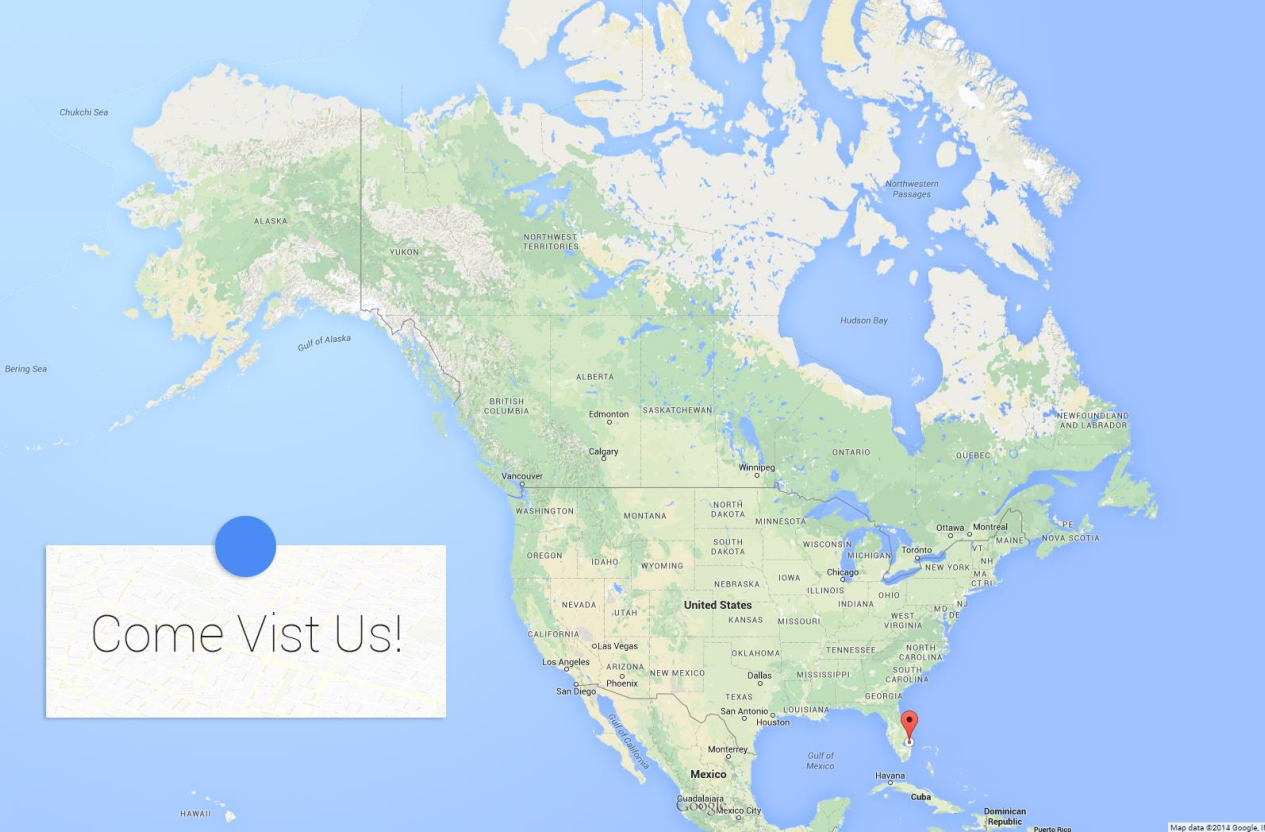 Chukchi Sea
Northwestern
Passages
ALASKA
YUKON
NORTHWEST
TERRITORIES
Hudson Bay
Gulf of Alaska
Bering Sea
ALBERTA
BRITISH
COLUMBIA
SASKATCHEWAN
Edmonton
NEWFOUNDLAND
AND LABRADOR
Calgary
ONTARIO
QUEBEC
Winnipeg
Vancouver
WASHINGTON
MONTANA
NORTH
DAKOTA
MINNESOTA
Ottawa
Montreal
PE
NOVA SCOTIA
MAINE
OREGON
IDAHO
WYOMING
SOUTH
DAKOTA
WISCONSIN
MICHIGAN
Toronto
VT
NH
NEW YORK
MA
CT
RI
Chicago
IOWA
NEBRASKA
ILLINOIS
INDIANA
OHIO
NEVADA
UTAH
United States
KANSAS
MISSOURI
WEST
VIRGINIA
MD
DE
NJ
Come Vist Us!
CALIFORNIA
Las Vegas
OKLAHOMA
TENNESSEE
NORTH
CAROLINA
Los Angeles
ARIZONA
Phoenix
NEW MEXICO
Dallas
MISSISSIPPI
SOUTH
CAROLINA
San Diego
TEXAS
GEORGIA
San Antonio
Houston
LOUISIANA
Gulf of California
Monterrey
Gulf of
Mexico
Mexico
Havana
Cuba
Guadalajara
Google
Mexico City
HAWAII
Dominican
Republic
Puerto Rico
Map data ©2014 Google, I